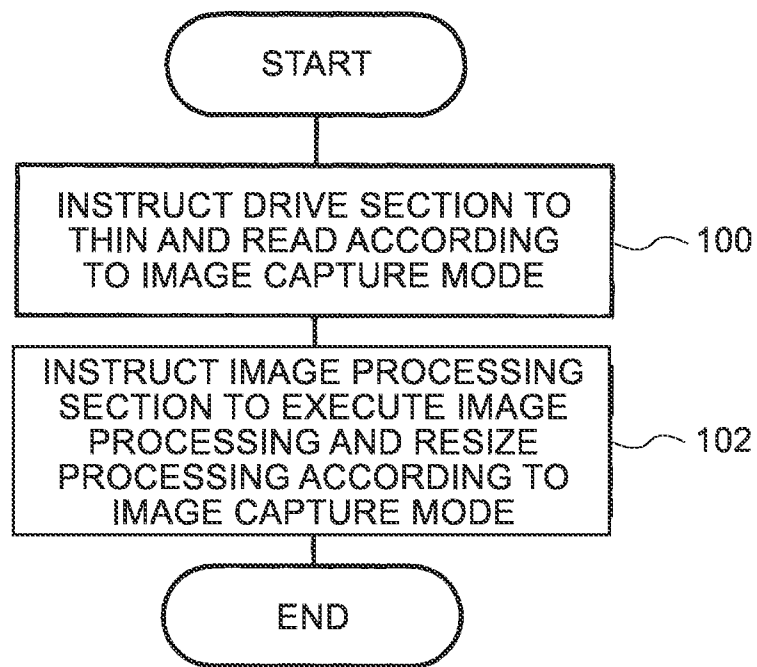 START
INSTRUCT DRIVE SECTION TO
THIN AND READ ACCORDING
TO IMAGE CAPTURE MODE
100
INSTRUCT IMAGE PROCESSING
SECTION TO EXECUTE IMAGE
PROCESSING AND RESIZE
PROCESSING ACCORDING TO
IMAGE CAPTURE MODE
102
END